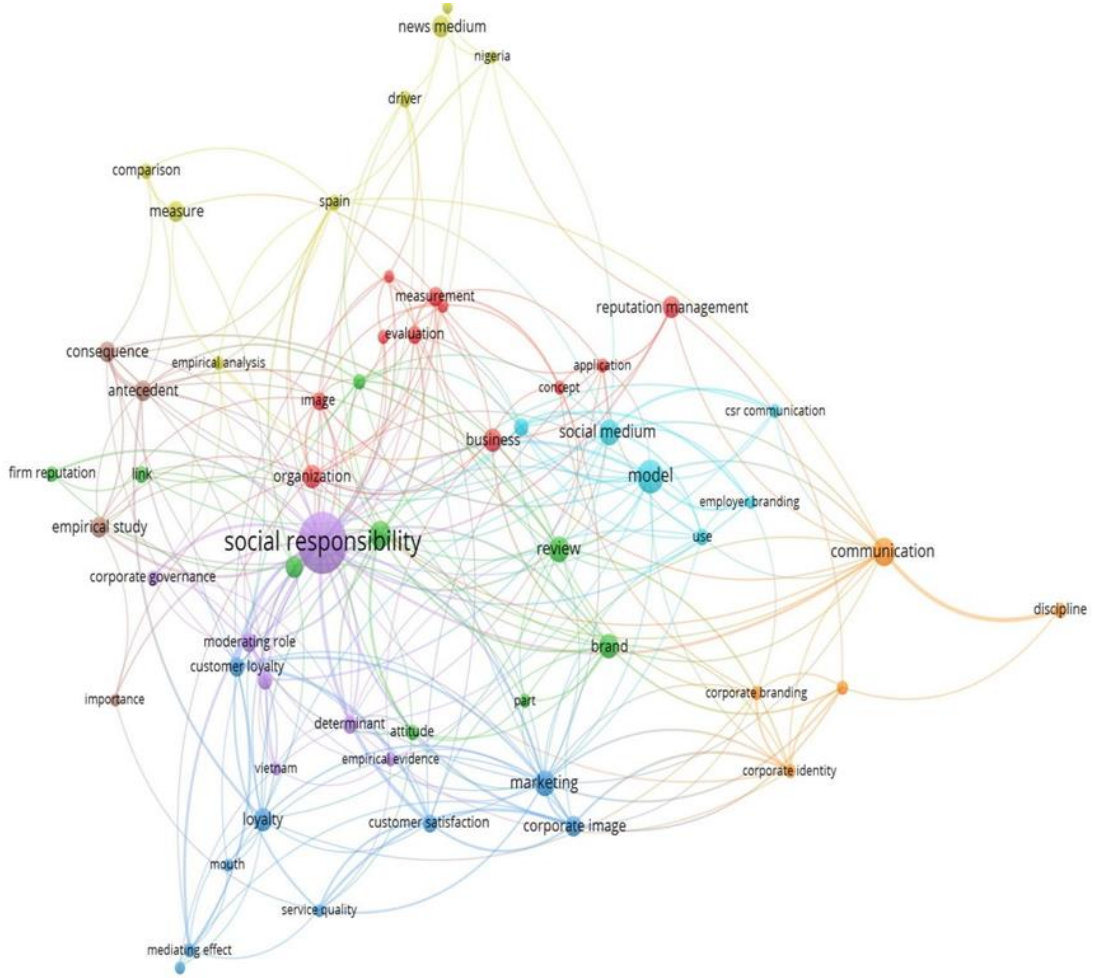 news medium
nigeria
driver
comparison
measure
spain
measurement
reputation management
evaluation
consequence
empirical analysis
application
antecedent
concept
image
csr communication
social medium
business
firm reputation
link
organization
model
employer branding
empirical study
social responsibility
use
review
communication
corporate governance
discipline
moderating role
brand
customer loyalty
importance
part
corporate branding
determinant
attitude
empirical evidence
vietnam
corporate identity
marketing
loyalty
customer satisfaction
corporate image
mouth
service quality
mediating effect